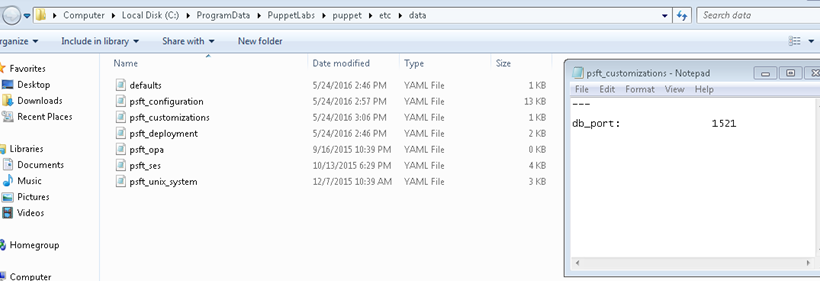 Computer Local Disk (C:) ProgramData PuppetLabs puppet etc data
Search data
rganize Include in library Share with New folder
Favorites
Desktop
Downloads
Recent Places
Libraries
Documents
Music
Pictures
Videos
Homegroup
Computer
Name Date modified Type Size
defaults 5/24/2016 2:46 PM YAML File 1 KB
psft_configuration 5/24/2016 2:57 PM YAML File 13 KB
psft_customizations 5/24/2016 3:06 PM YAML File 1 KB
psft_deployment 5/24/2016 2:46 PM YAML File 2 KB
psft_opa 9/16/2015 10:39 AM YAML File 0 KB
psft_ses 10/13/2015 6:29 PM YAML File 4 KB
psft_unix_system 12/7/2015 10:39 AM YAML File 3 KB
psft_customizations - Notepad
File Edit Format View Help
---
db_port: 1521